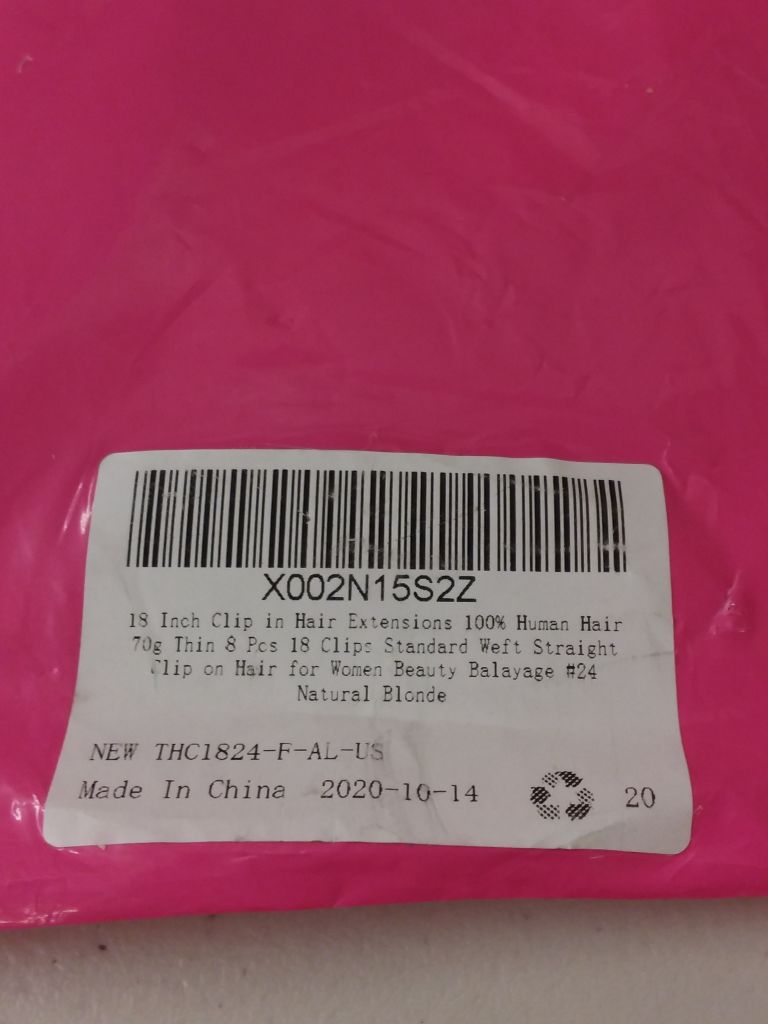 X002N15S2Z
18 Inch Clip in Hair Extensions 100% Human Hair
70g Thin 8 Pcs 18 Clips Standard Weft Straight
Clip on Hair for Women Beauty Balayage #24
Natural Blonde
NEW THC1824-F-AL-US
Made In China 2020-10-14
20